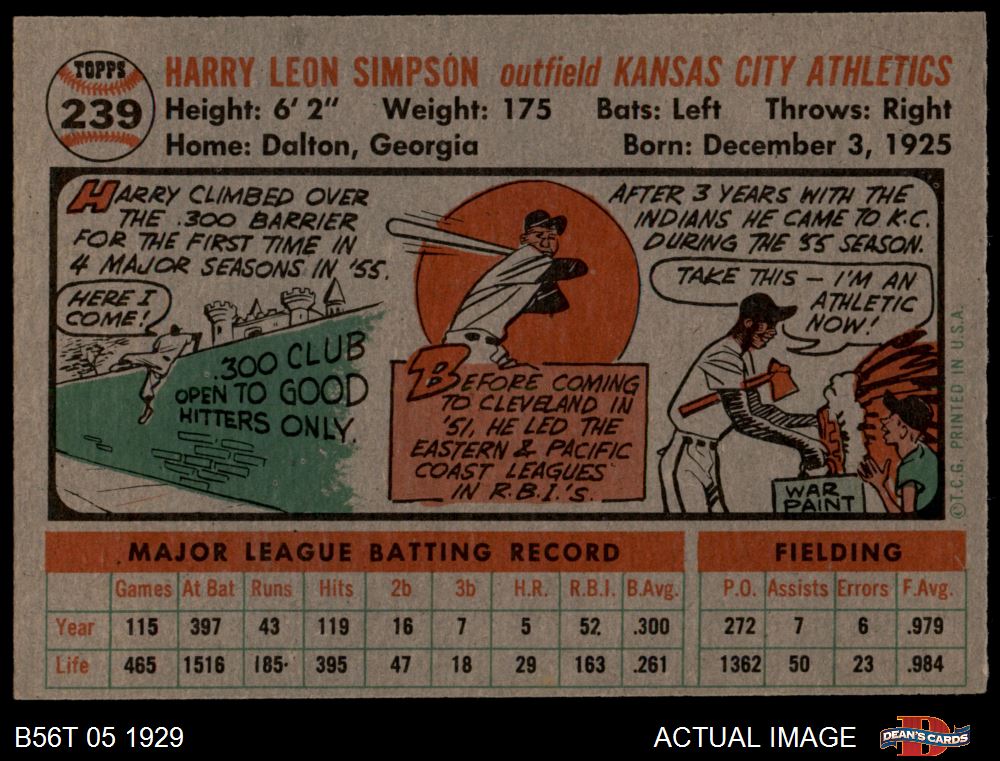 TOPPS
239
HARRY LEON SIMPSON outfield KANSAS CITY ATHLETICS
Height: 6' 2" Weight: 175 Bats: Left Throws: Right
Home: Dalton, Georgia Born: December 3, 1925
HARRY CLIMBED OVER
THE .300 BARRIER
FOR THE FIRST TIME IN
4 MAJOR SEASONS IN '55.
HERE I
COME!
.300 CLUB
OPEN TO GOOD
HITTERS ONLY.
BEFORE COMING
TO CLEVELAND IN
'51, HE LED THE
EASTERN & PACIFIC
COAST LEAGUES
IN R.B.I.'S.
AFTER 3 YEARS WITH THE
INDIANS HE CAME TO K.C.
DURING THE '55 SEASON.
TAKE THIS — I'M AN
ATHLETIC
NOW!
WAR
PAINT
© T.C.G. PRINTED IN U.S.A.
MAJOR LEAGUE BATTING RECORD FIELDING
Games At Bat Runs Hits 2b 3b H.R. R.B.I. B.Avg. P.O. Assists Errors F.Avg.
Year 115 397 43 119 16 7 5 52 .300 272 7 6 .979
Life 465 1516 185 395 47 18 29 163 .261 1362 50 23 .984
B56T 05 1929 ACTUAL IMAGE DEAN'S CARDS